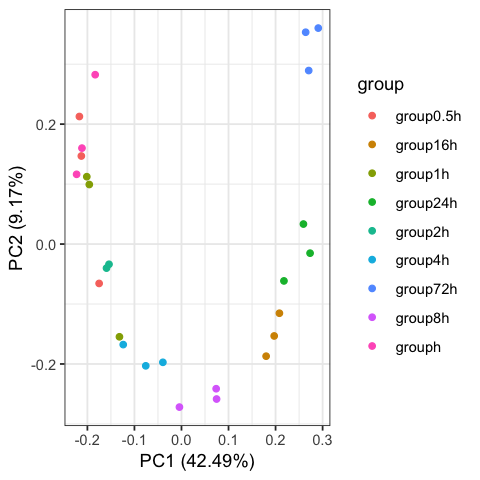 PC2 (9.17%)
0.2
0.0
-0.2
-0.2 -0.1 0.0 0.1 0.2 0.3
PC1 (42.49%)
group
group0.5h
group16h
group1h
group24h
group2h
group4h
group72h
group8h
grouph